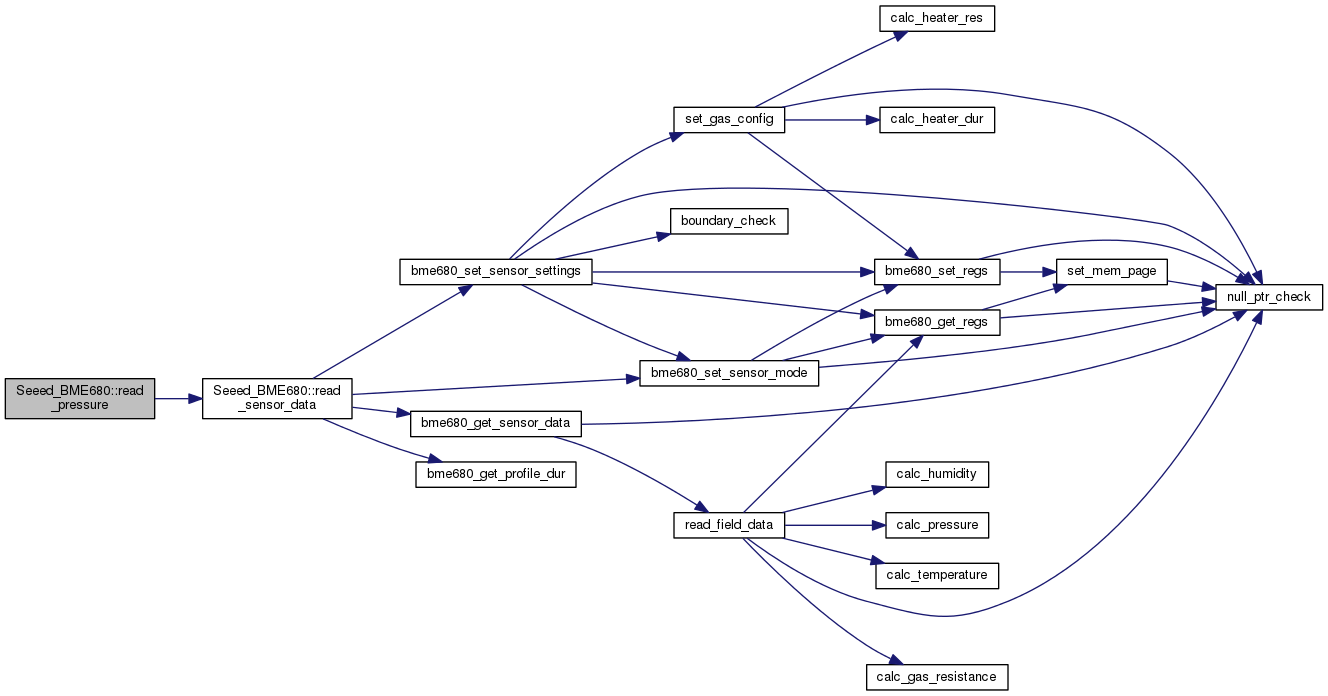 calc_heater_res
set_gas_config
calc_heater_dur
boundary_check
bme680_set_sensor_settings
bme680_set_regs
set_mem_page
null_ptr_check
bme680_get_regs
bme680_set_sensor_mode
Seeed_BME680::read
_pressure
Seeed_BME680::read
_sensor_data
bme680_get_sensor_data
bme680_get_profile_dur
calc_humidity
read_field_data
calc_pressure
calc_temperature
calc_gas_resistance